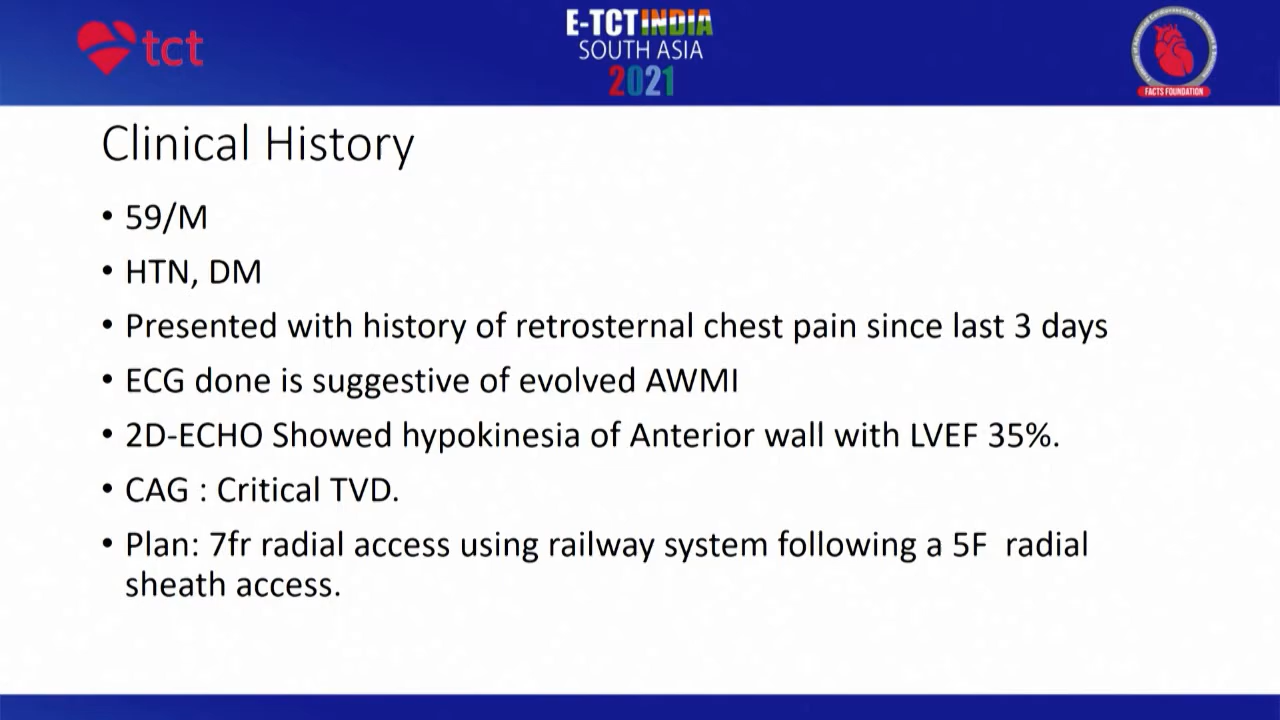 tct
E-TCT INDIA
SOUTH ASIA
2021
FACTS FOUNDATION
Clinical History
• 59/M
• HTN, DM
• Presented with history of retrosternal chest pain since last 3 days
• ECG done is suggestive of evolved AWMI
• 2D-ECHO Showed hypokinesia of Anterior wall with LVEF 35%.
• CAG : Critical TVD.
• Plan: 7fr radial access using railway system following a 5F radial
sheath access.